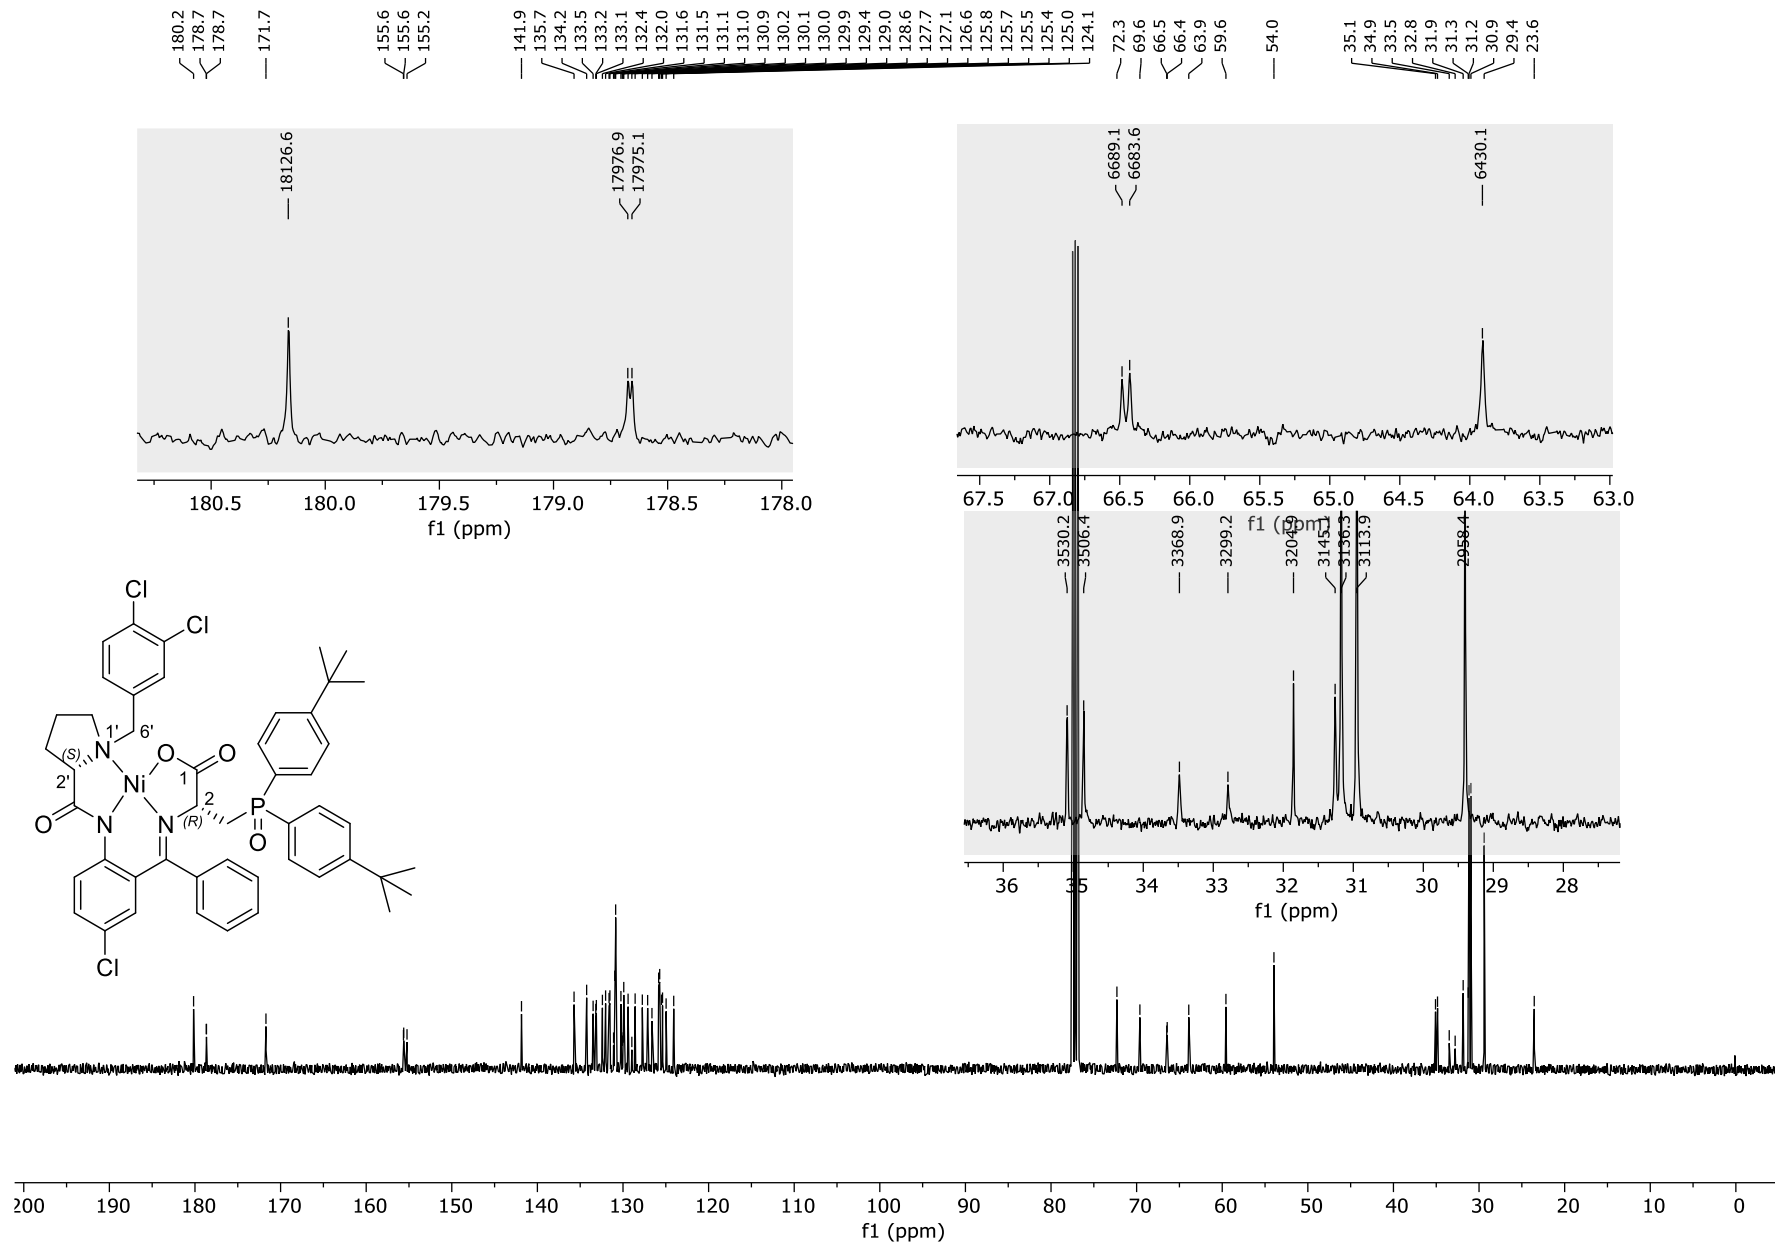 180.2 178.7 178.7 171.7 155.6 155.6 155.2 141.9 135.7 134.2 133.5 133.2 133.1 132.4 132.0 131.6 131.5 131.1 131.0 130.9 130.2 130.1 130.0 129.9 129.4 129.0 128.6 127.7 127.1 126.6 125.8 125.7 125.5 125.4 125.0 124.1 72.3 69.6 66.5 66.4 63.9 59.6 54.0 35.1 34.9 33.5 32.8 31.9 31.3 31.2 30.9 29.4 23.6
18126.6 17976.9 17975.1
180.5 180.0 179.5 179.0 178.5 178.0
f1 (ppm)
6689.1 6683.6 6430.1
67.5 67.0 66.5 66.0 65.5 65.0 64.5 64.0 63.5 63.0
f1 (ppm)
3530.2 3506.4 3368.9 3299.2 3204.9 3145.1 3136.3 3113.9 2958.4
36 35 34 33 32 31 30 29 28
f1 (ppm)
Cl
Cl
1' 6'
(S) N O O
2' Ni 1
2 P
O N N (R) O
Cl
200 190 180 170 160 150 140 130 120 110 100 90 80 70 60 50 40 30 20 10 0
f1 (ppm)